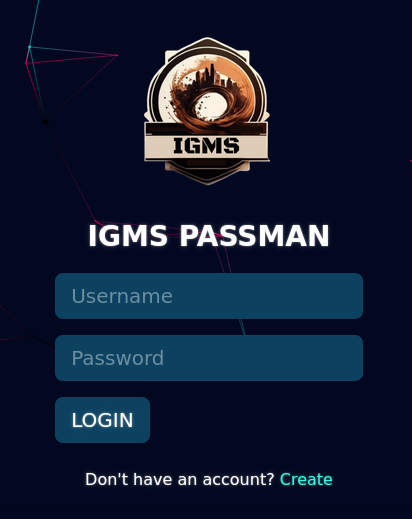 IGMS
IGMS PASSMAN
Username
Password
LOGIN
Don't have an account? Create